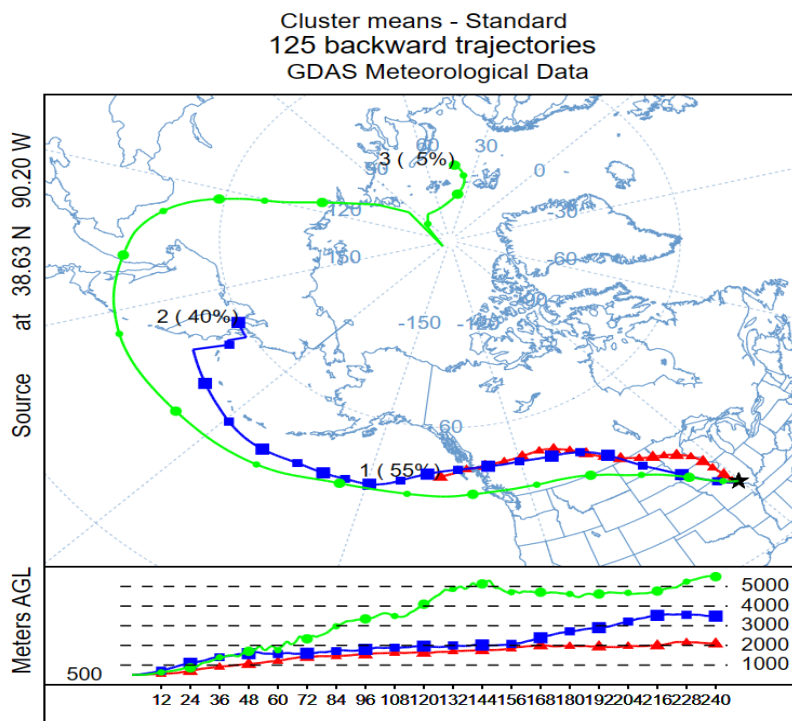 Cluster means - Standard
125 backward trajectories
GDAS Meteorological Data
Source at 38.63 N 90.20 W
3 ( 5%)
60
30
0
-30
-60
-120
-150
-150
60
2 ( 40%)
1 ( 55%)
Meters AGL
500
5000
4000
3000
2000
1000
12 24 36 48 60 72 84 96 108 120 132 144 156 168 180 192 204 216 228 240